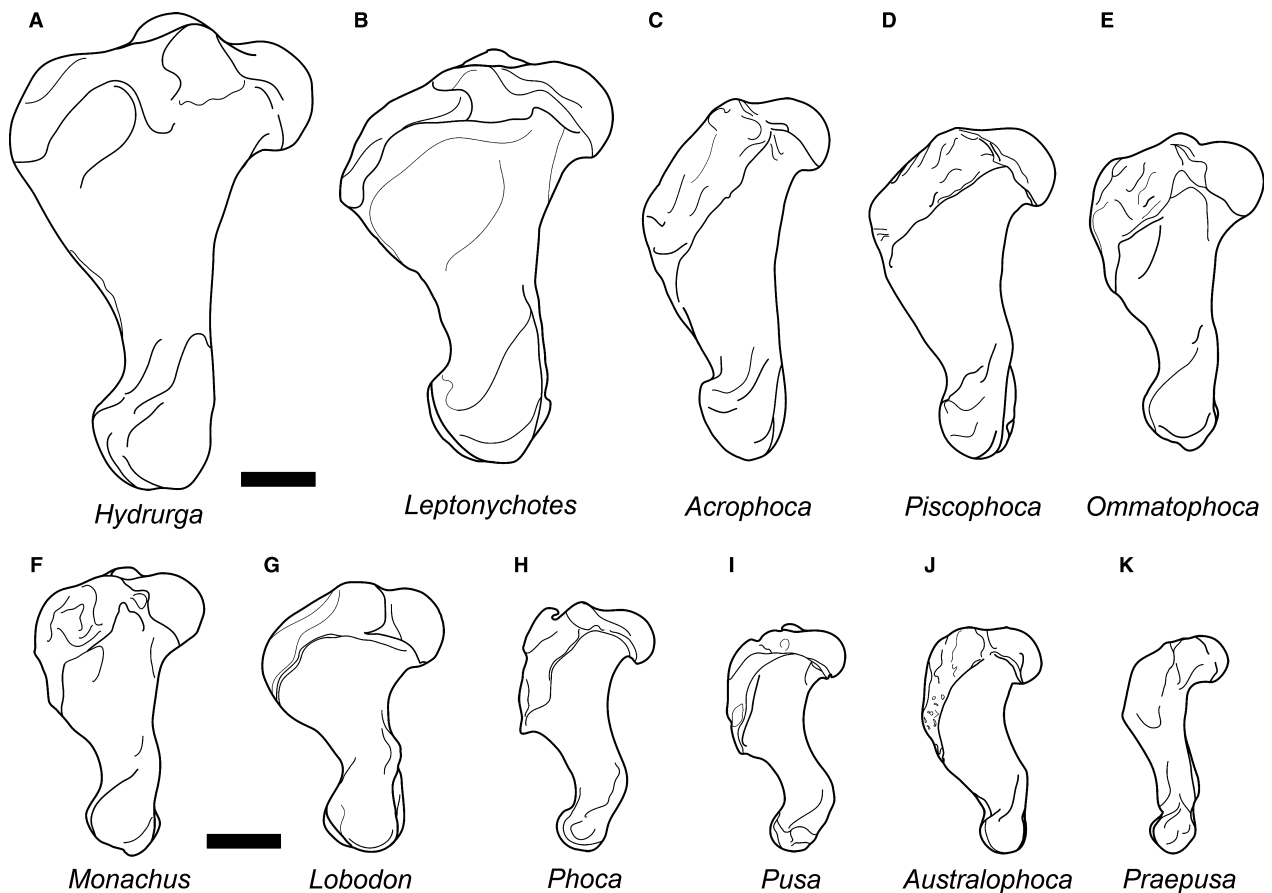 A B C D E
Hydrurga Leptonychotes Acrophoca Piscophoca Ommatophoca
F G H I J K
Monachus Lobodon Phoca Pusa Australophoca Praepusa